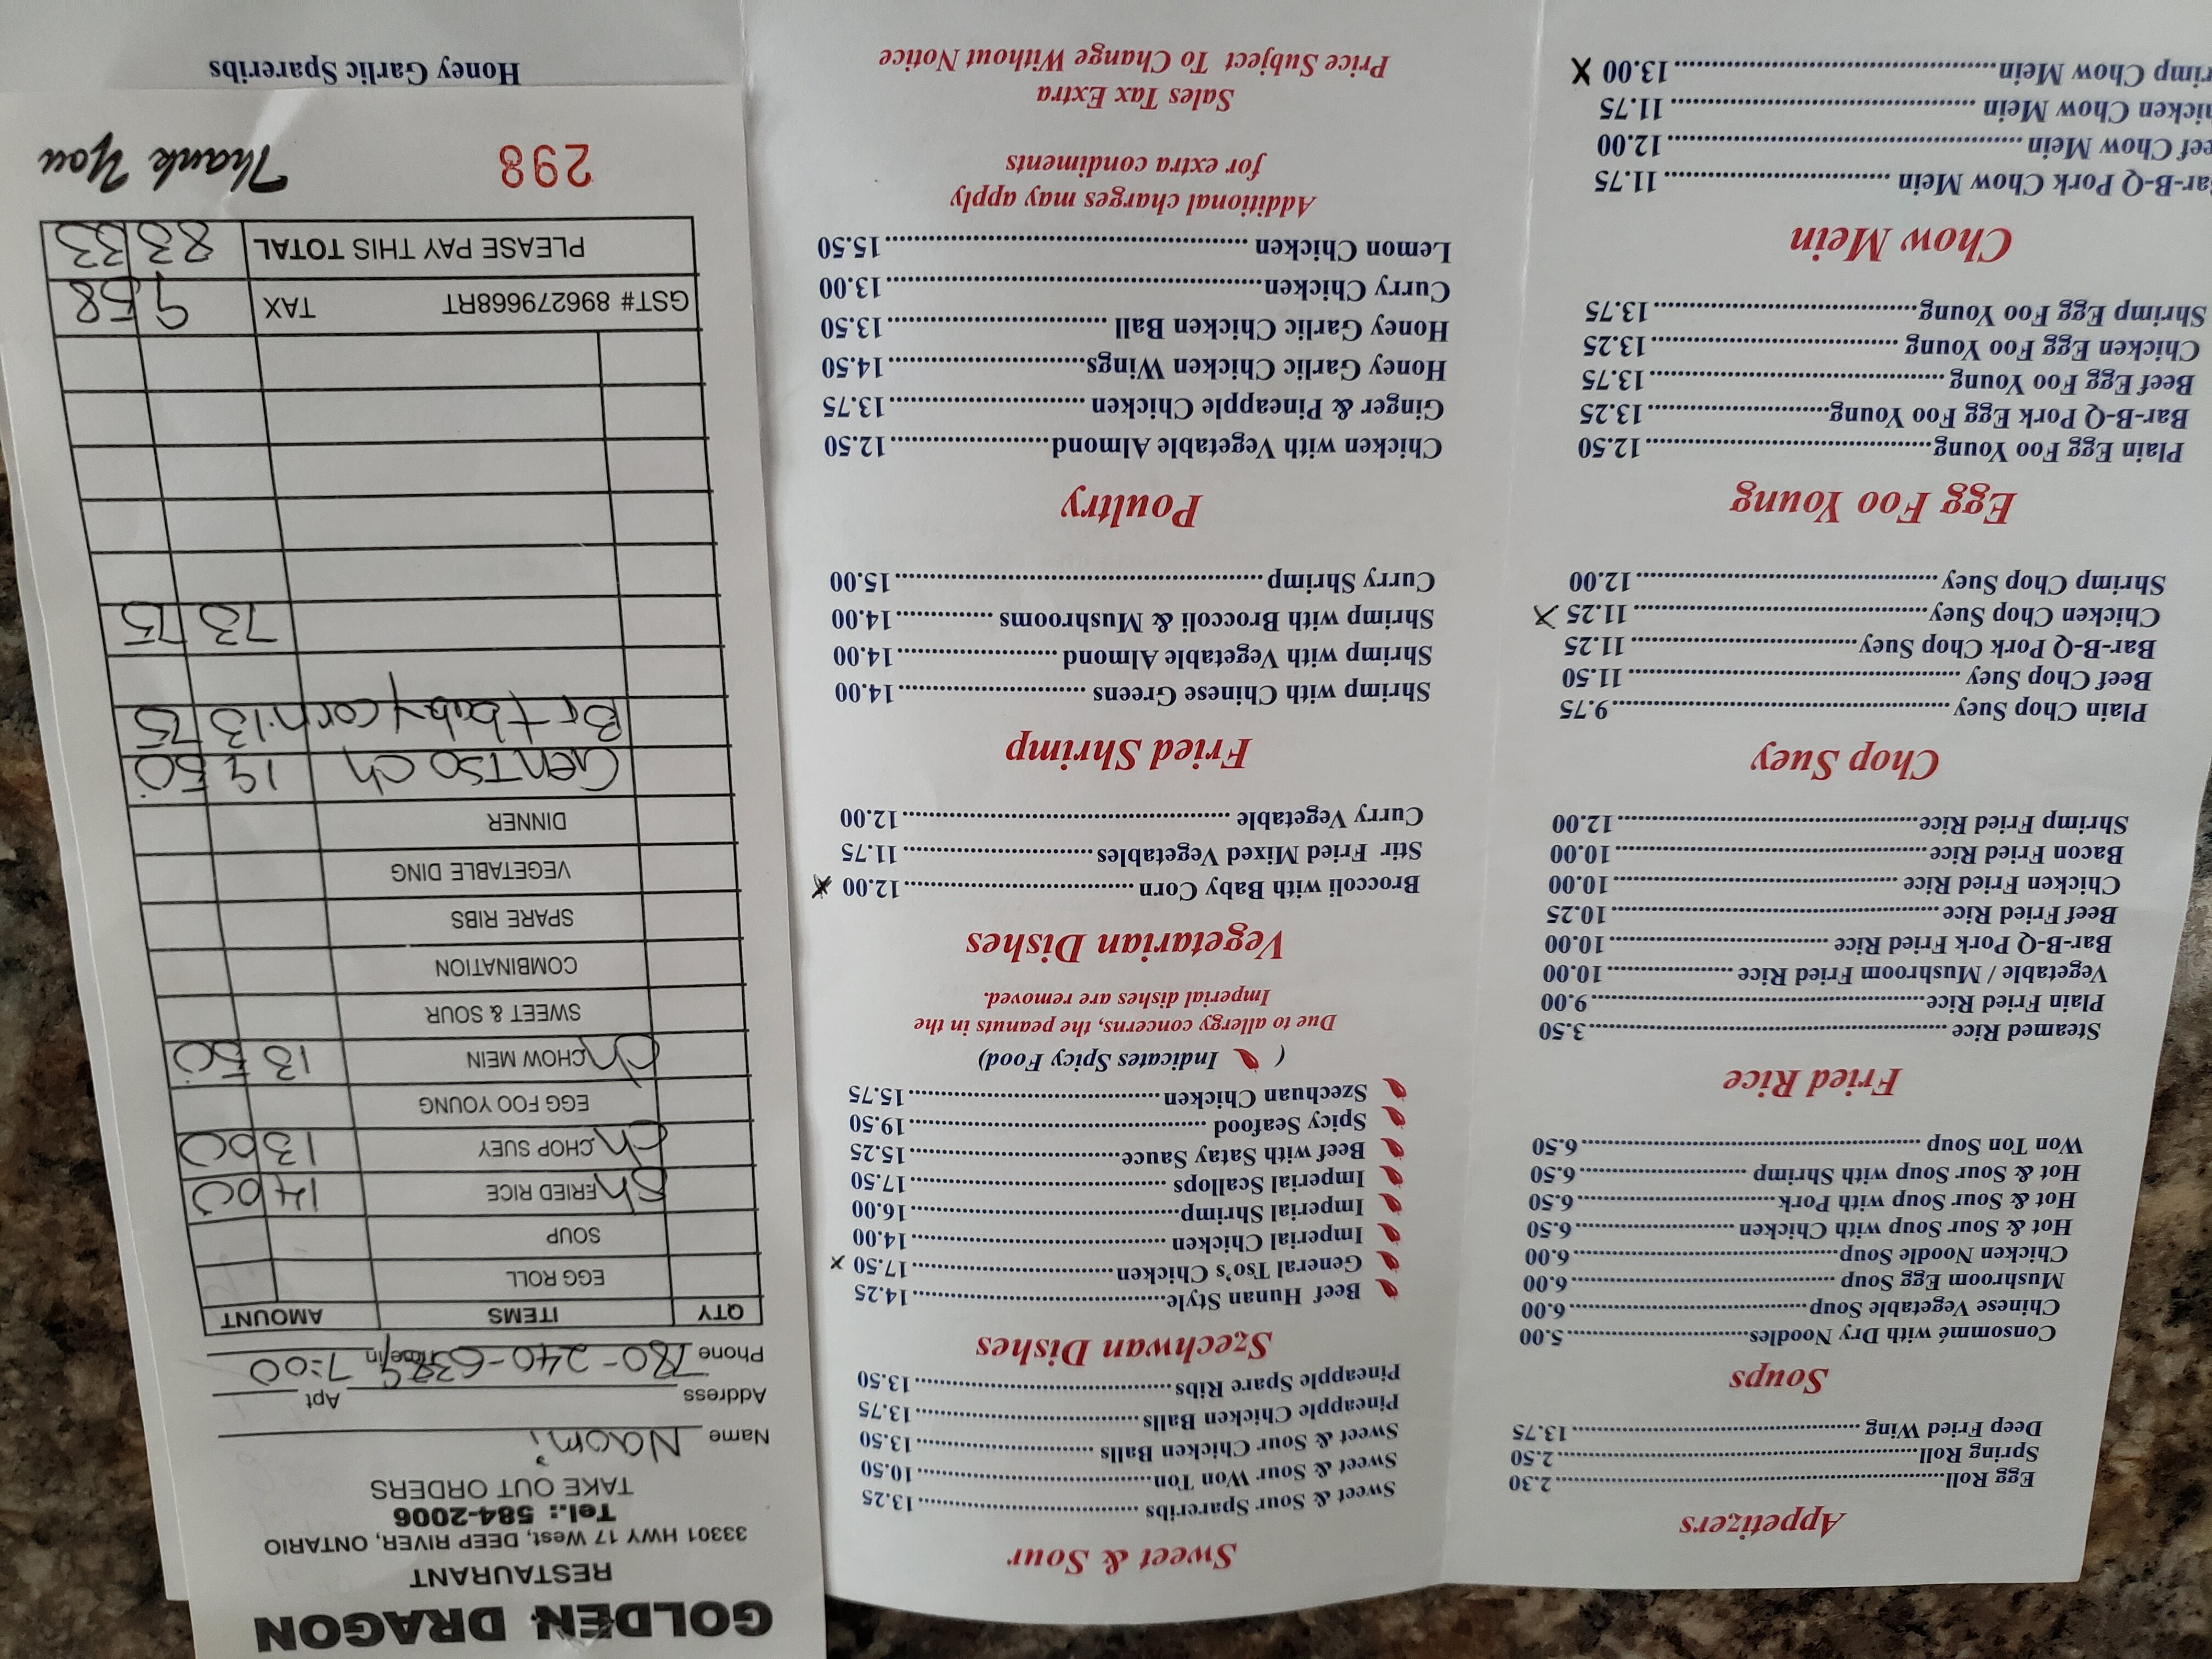 Appetizers
Egg Roll 2.30
Spring Roll 2.50
Deep Fried Wing 13.75
Soups
Consommé with Dry Noodles 5.00
Chinese Vegetable Soup 6.00
Mushroom Egg Soup 6.00
Chicken Noodle Soup 6.00
Hot & Sour Soup with Chicken 6.50
Hot & Sour Soup with Pork 6.50
Hot & Sour Soup with Shrimp 6.50
Won Ton Soup 6.50
Fried Rice
Steamed Rice 3.50
Plain Fried Rice 9.00
Vegetable / Mushroom Fried Rice 10.00
Bar-B-Q Pork Fried Rice 10.00
Beef Fried Rice 10.25
Chicken Fried Rice 10.00
Bacon Fried Rice 10.00
Shrimp Fried Rice 12.00
Chop Suey
Plain Chop Suey 9.75
Beef Chop Suey 11.50
Bar-B-Q Pork Chop Suey 11.25
Chicken Chop Suey 11.25 X
Shrimp Chop Suey 12.00
Egg Foo Young
Plain Egg Foo Young 12.50
Bar-B-Q Pork Egg Foo Young 13.25
Beef Egg Foo Young 13.75
Chicken Egg Foo Young 13.25
Shrimp Egg Foo Young 13.75
Chow Mein
Bar-B-Q Pork Chow Mein 11.75
eef Chow Mein 12.00
hicken Chow Mein 11.75
rimp Chow Mein 13.00 X
Sweet & Sour
Sweet & Sour Spareribs 13.25
Sweet & Sour Won Ton 10.50
Sweet & Sour Chicken Balls 13.50
Pineapple Chicken Balls 13.75
Pineapple Spare Ribs 13.50
Szechwan Dishes
Beef Hunan Style 14.25
General Tso's Chicken 17.50 x
Imperial Chicken 14.00
Imperial Shrimp 16.00
Imperial Scallops 17.50
Beef with Satay Sauce 15.25
Spicy Seafood 19.50
Szechuan Chicken 15.75
( Indicates Spicy Food)
Due to allergy concerns, the peanuts in the
Imperial dishes are removed.
Vegetarian Dishes
Broccoli with Baby Corn 12.00 X
Stir Fried Mixed Vegetables 11.75
Curry Vegetable 12.00
Fried Shrimp
Shrimp with Chinese Greens 14.00
Shrimp with Vegetable Almond 14.00
Shrimp with Broccoli & Mushrooms 14.00
Curry Shrimp 15.00
Poultry
Chicken with Vegetable Almond 12.50
Ginger & Pineapple Chicken 13.75
Honey Garlic Chicken Wings 14.50
Honey Garlic Chicken Ball 13.50
Curry Chicken 13.00
Lemon Chicken 15.50
Additional charges may apply
for extra condiments
Sales Tax Extra
Price Subject To Change Without Notice
GOLDEN DRAGON
RESTAURANT
33301 HWY 17 West, DEEP RIVER, ONTARIO
Tel.: 584-2006
TAKE OUT ORDERS
Name Naomi
Address Apt
Phone 7:00
QTY ITEMS AMOUNT
EGG ROLL
SOUP
Ch FRIED RICE 14 00
Ch CHOP SUEY 13 00
EGG FOO YOUNG
Ch CHOW MEIN 13 50
SWEET & SOUR
COMBINATION
SPARE RIBS
VEGETABLE DING
DINNER
Gen TSO Ch 19 50
Br + baby corn 13 75
73 75
GST# 896279668RT TAX 9 58
PLEASE PAY THIS TOTAL 83 33
298 Thank You
Honey Garlic Spareribs